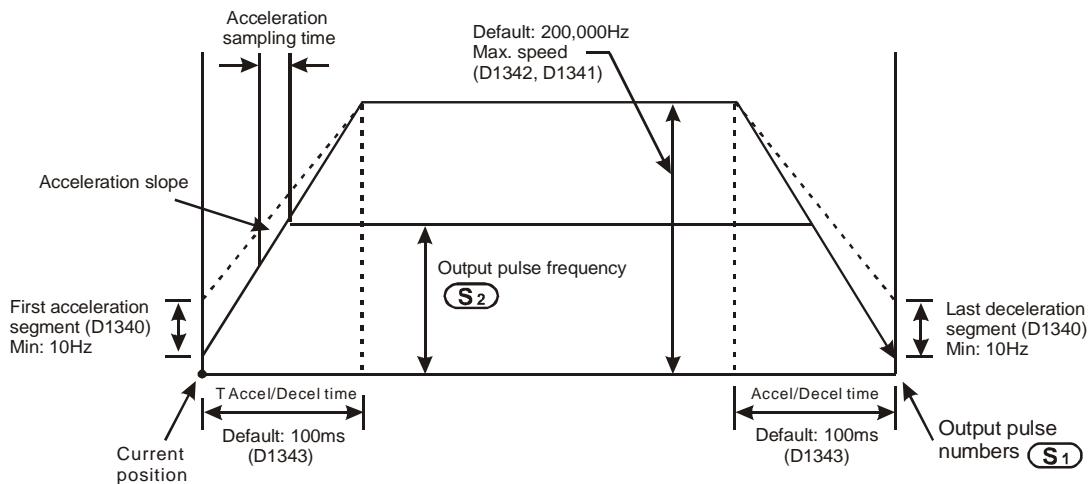 Acceleration
sampling time
Default: 200,000Hz
Max. speed
(D1342, D1341)
Acceleration slope
Output pulse frequency
S2
First acceleration
segment (D1340)
Min: 10Hz
Last deceleration
segment (D1340)
Min: 10Hz
T Accel/Decel time
Default: 100ms
(D1343)
Accel/Decel time
Default: 100ms
(D1343)
Current
position
Output pulse
numbers S1